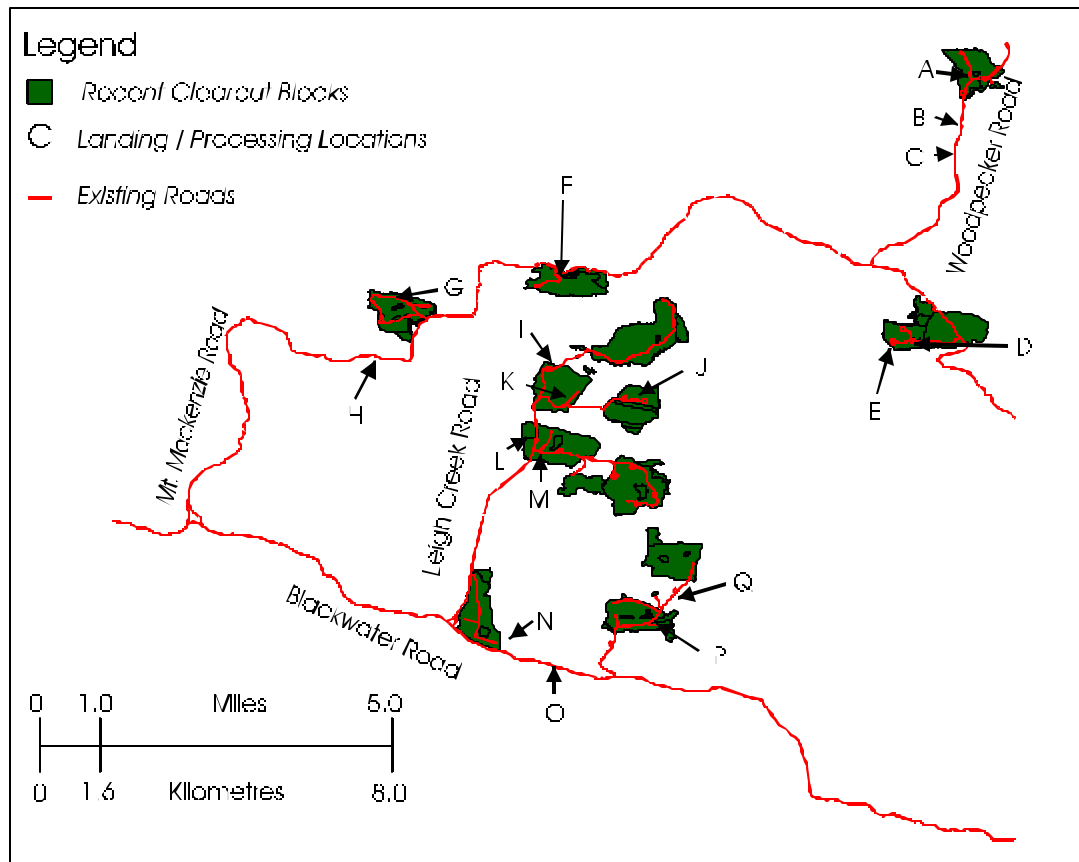 Legend
Recent Clearcut Blocks
C Landing / Processing Locations
Existing Roads
A
B
C
Woodpecker Road
F
G
D
E
H
I
J
K
L
M
Mt. Mackenzie Road
Leign Creek Road
Q
N
P
O
Blackwater Road
0 1.0 Miles 5.0
0 1.6 Kilometres 8.0